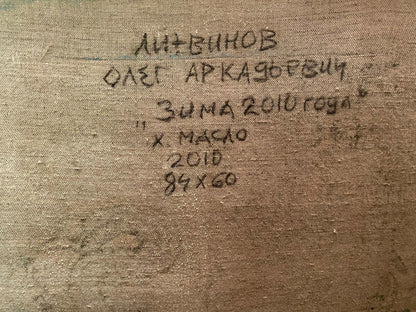 ЛИТВИНОВ
ОЛЕГ АРКАДЬЕВИЧ
"ЗИМА 2010 года"
Х. МАСЛО
2010
84х60